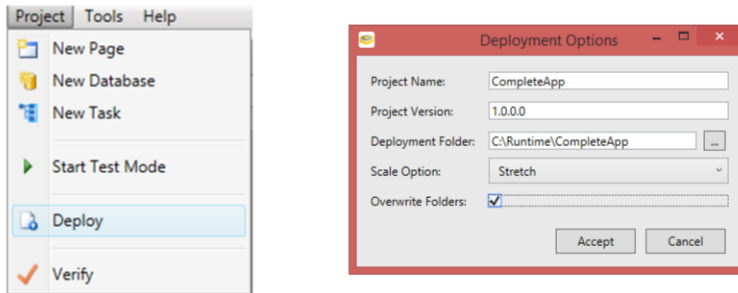 Project Tools Help
New Page
New Database
New Task
Start Test Mode
Deploy
Verify
Deployment Options
Project Name: CompleteApp
Project Version: 1.0.0.0
Deployment Folder: C:\Runtime\CompleteApp ...
Scale Option: Stretch
Overwrite Folders:
Accept Cancel